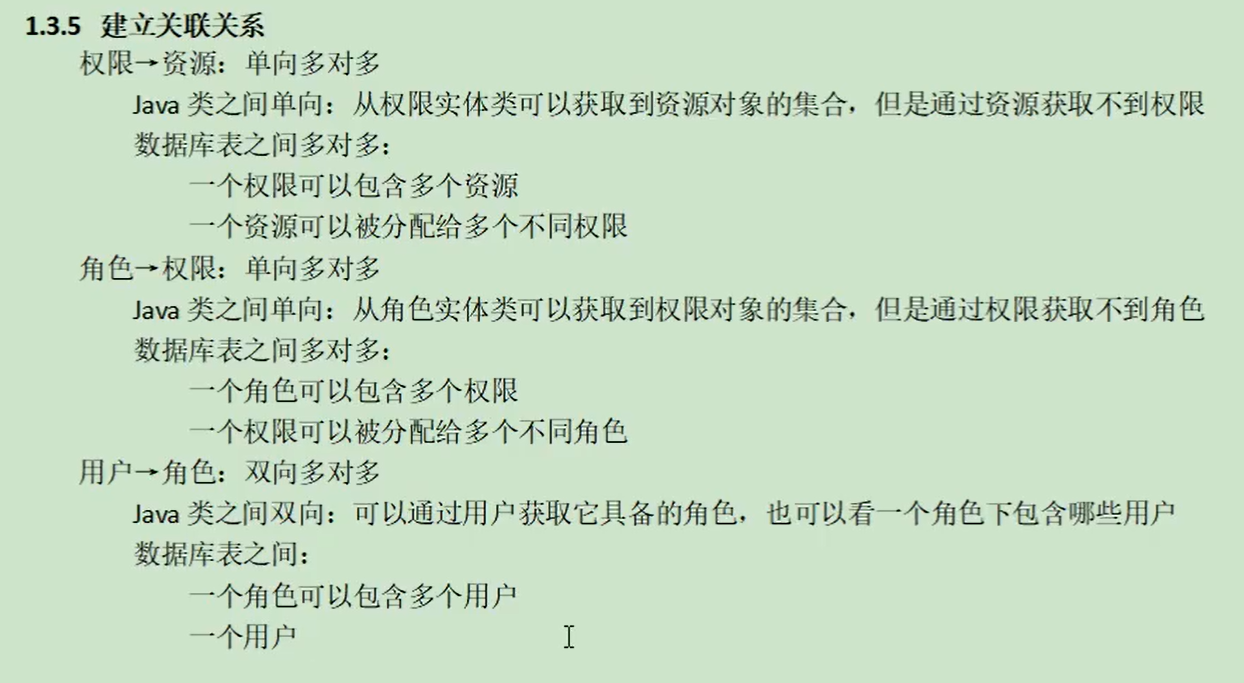 1.3.5 建立关联关系
权限→资源：单向多对多
Java 类之间单向：从权限实体类可以获取到资源对象的集合，但是通过资源获取不到权限
数据库表之间多对多：
一个权限可以包含多个资源
一个资源可以被分配给多个不同权限
角色→权限：单向多对多
Java 类之间单向：从角色实体类可以获取到权限对象的集合，但是通过权限获取不到角色
数据库表之间多对多：
一个角色可以包含多个权限
一个权限可以被分配给多个不同角色
用户→角色：双向多对多
Java 类之间双向：可以通过用户获取它具备的角色，也可以看一个角色下包含哪些用户
数据库表之间：
一个角色可以包含多个用户
一个用户